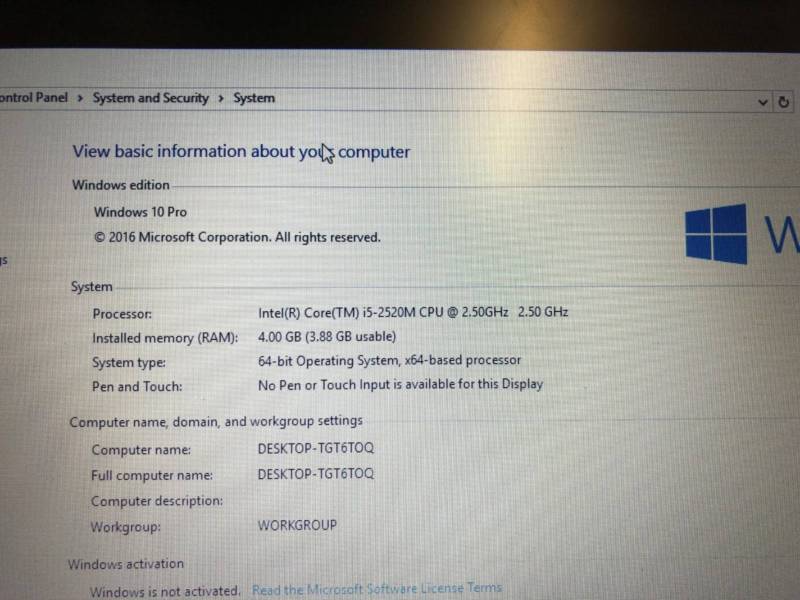 ontrol Panel > System and Security > System
View basic information about your computer
Windows edition
Windows 10 Pro
© 2016 Microsoft Corporation. All rights reserved.
W
gs
System
Processor: Intel(R) Core(TM) i5-2520M CPU @ 2.50GHz 2.50 GHz
Installed memory (RAM): 4.00 GB (3.88 GB usable)
System type: 64-bit Operating System, x64-based processor
Pen and Touch: No Pen or Touch Input is available for this Display
Computer name, domain, and workgroup settings
Computer name: DESKTOP-TGT6TOQ
Full computer name: DESKTOP-TGT6TOQ
Computer description:
Workgroup: WORKGROUP
Windows activation
Windows is not activated. Read the Microsoft Software License Terms